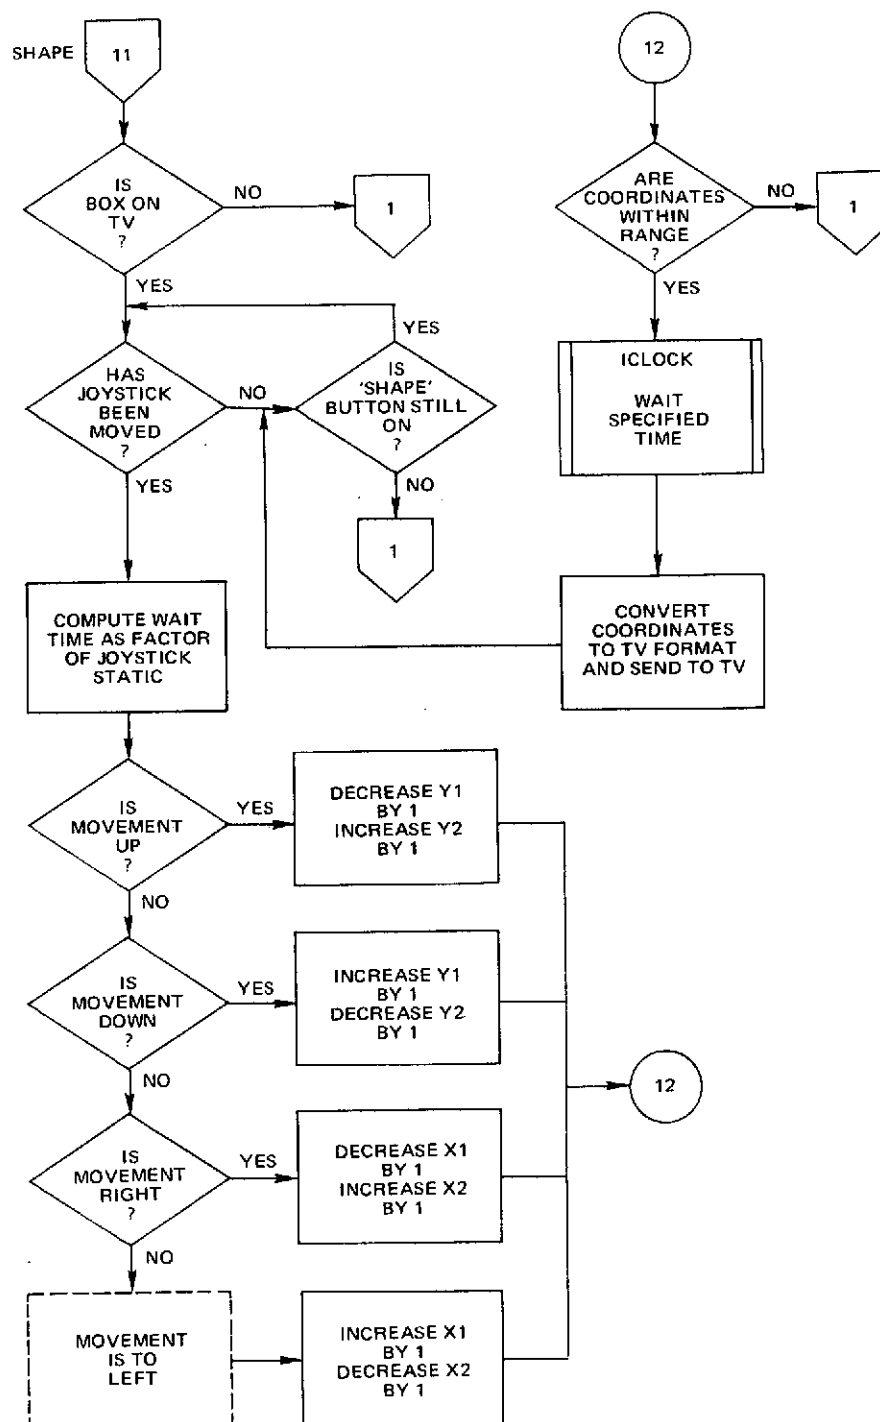 SHAPE
11
IS
BOX ON
TV
?
NO
1
YES
HAS
JOYSTICK
BEEN
MOVED
?
NO
IS
'SHAPE'
BUTTON STILL
ON
?
YES
NO
1
YES
COMPUTE WAIT
TIME AS FACTOR
OF JOYSTICK
STATIC
IS
MOVEMENT
UP
?
YES
DECREASE Y1
BY 1
INCREASE Y2
BY 1
NO
IS
MOVEMENT
DOWN
?
YES
INCREASE Y1
BY 1
DECREASE Y2
BY 1
NO
IS
MOVEMENT
RIGHT
?
YES
DECREASE X1
BY 1
INCREASE X2
BY 1
NO
MOVEMENT
IS TO
LEFT
INCREASE X1
BY 1
DECREASE X2
BY 1
12
12
ARE
COORDINATES
WITHIN
RANGE
?
NO
1
YES
ICLOCK
WAIT
SPECIFIED
TIME
CONVERT
COORDINATES
TO TV FORMAT
AND SEND TO TV